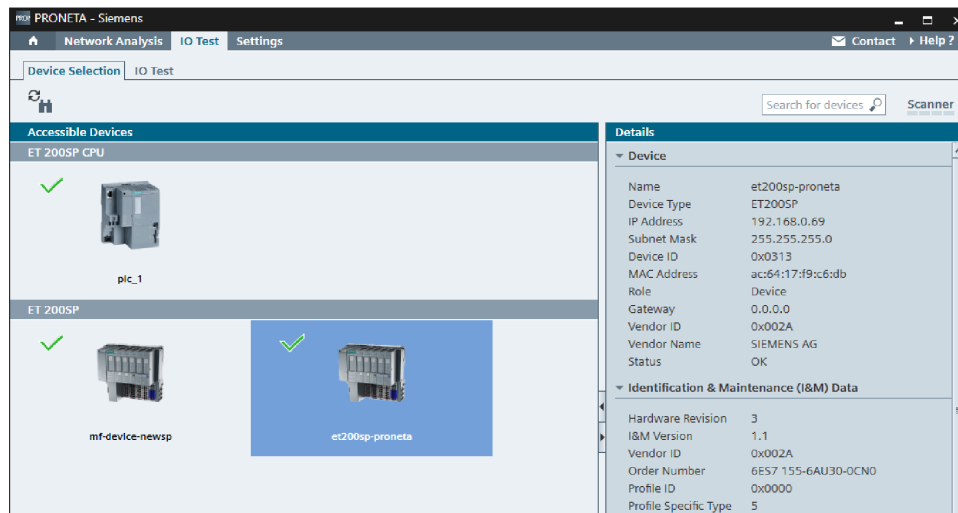 PRONETA - Siemens
Network Analysis IO Test Settings Contact Help ?
Device Selection IO Test
Search for devices Scanner
Accessible Devices
ET 200SP CPU
plc_1
ET 200SP
mf-device-newsp et200sp-proneta
Details
Device
Name et200sp-proneta
Device Type ET200SP
IP Address 192.168.0.69
Subnet Mask 255.255.255.0
Device ID 0x0313
MAC Address ac:64:17:f9:c6:db
Role Device
Gateway 0.0.0.0
Vendor ID 0x002A
Vendor Name SIEMENS AG
Status OK
Identification & Maintenance (I&M) Data
Hardware Revision 3
I&M Version 1.1
Vendor ID 0x002A
Order Number 6ES7 155-6AU30-0CN0
Profile ID 0x0000
Profile Specific Type 5